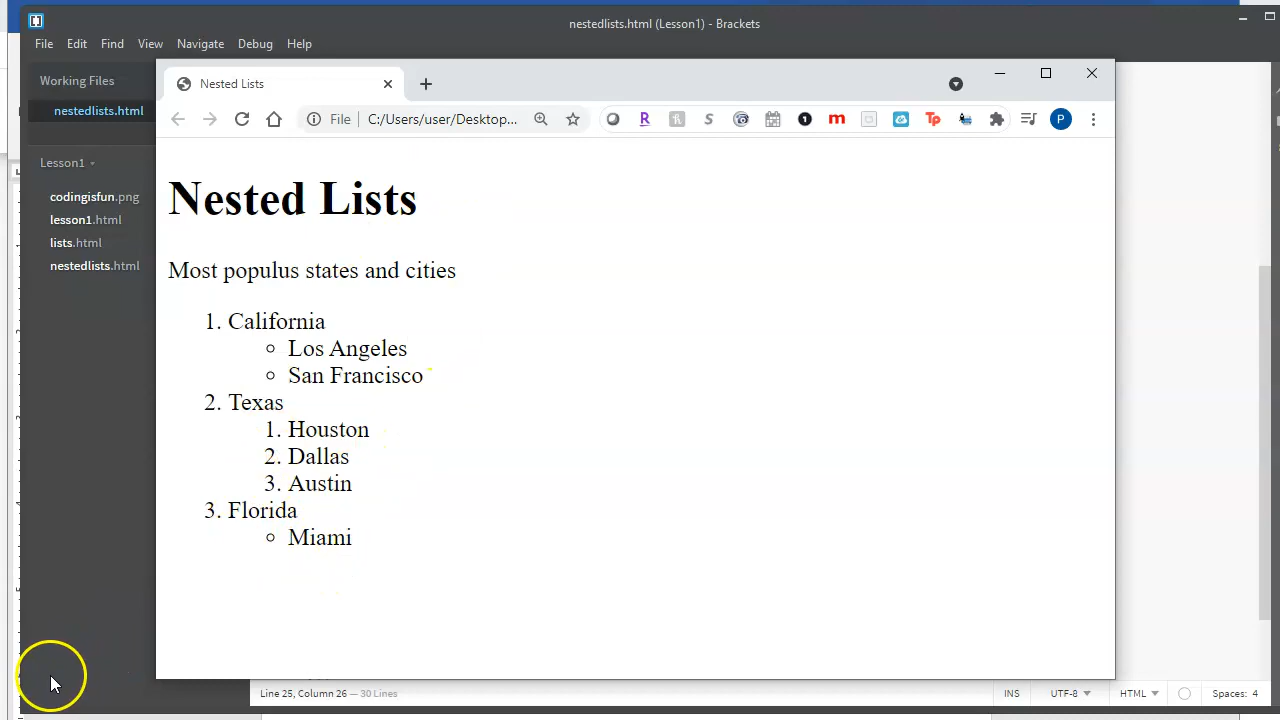 nestedlists.html (Lesson1) - Brackets
File Edit Find View Navigate Debug Help
Working Files
nestedlists.html
Lesson1
codingisfun.png
lesson1.html
lists.html
nestedlists.html
Nested Lists
File C:/Users/user/Desktop... R S 1 m Tp P
Nested Lists
Most populus states and cities
1. California
Los Angeles
San Francisco
2. Texas
1. Houston
2. Dallas
3. Austin
3. Florida
Miami
Line 25, Column 26 — 30 Lines INS UTF-8 HTML Spaces: 4